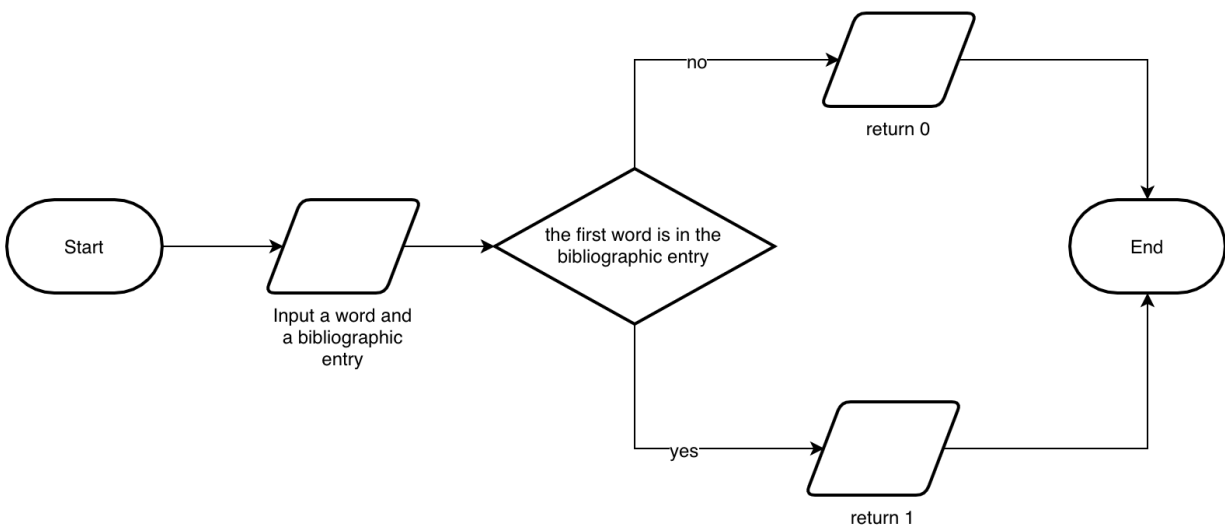 Start
Input a word and
a bibliographic
entry
the first word is in the
bibliographic entry
no
return 0
yes
return 1
End